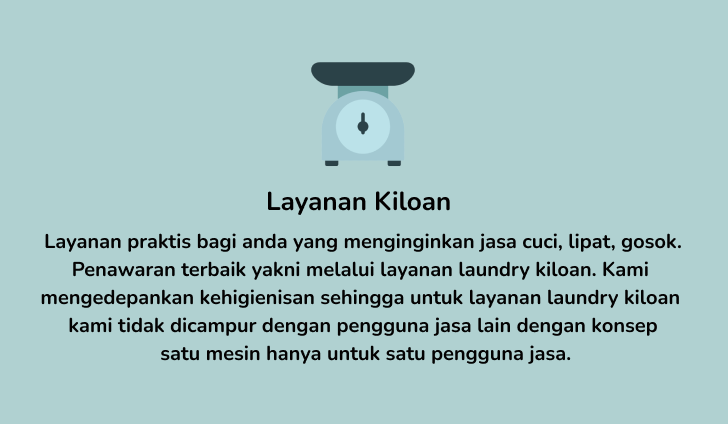 Layanan Kiloan
Layanan praktis bagi anda yang menginginkan jasa cuci, lipat, gosok.
Penawaran terbaik yakni melalui layanan laundry kiloan. Kami
mengedepankan kehigienisan sehingga untuk layanan laundry kiloan
kami tidak dicampur dengan pengguna jasa lain dengan konsep
satu mesin hanya untuk satu pengguna jasa.